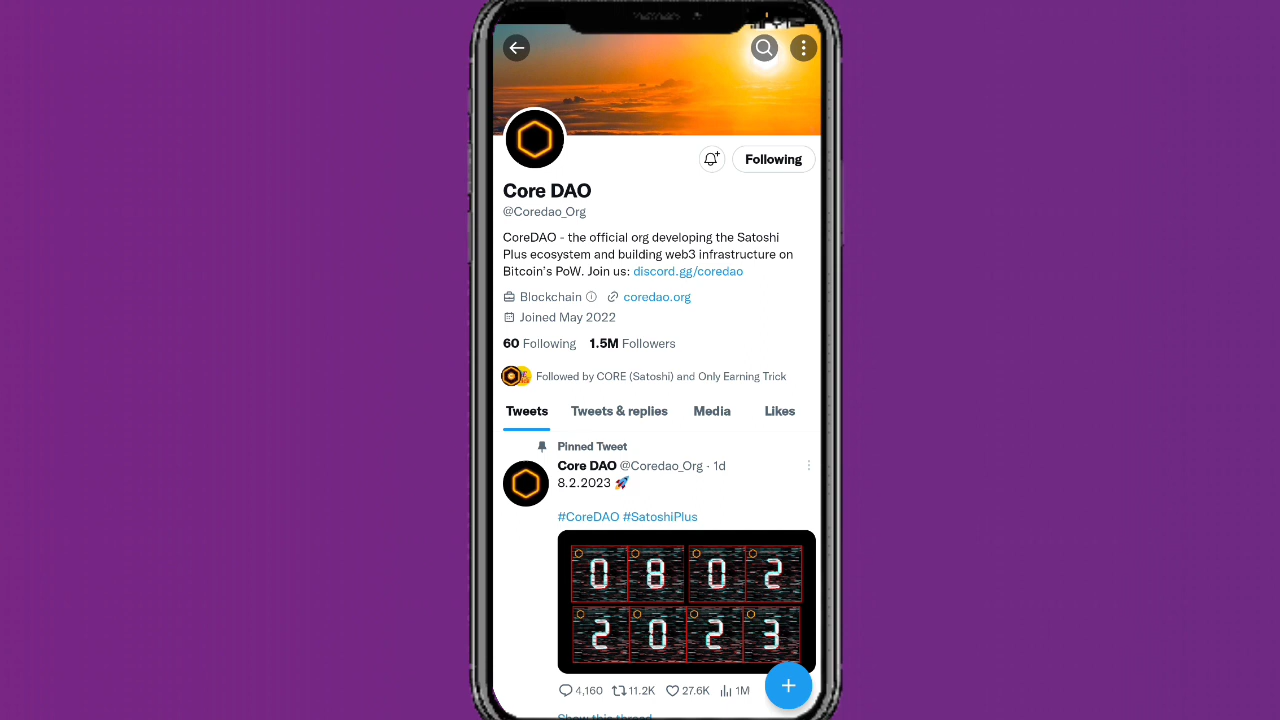 Following
Core DAO
@Coredao_Org
CoreDAO - the official org developing the Satoshi
Plus ecosystem and building web3 infrastructure on
Bitcoin's PoW. Join us: discord.gg/coredao
Blockchain coredao.org
Joined May 2022
60 Following 1.5M Followers
Followed by CORE (Satoshi) and Only Earning Trick
Tweets Tweets & replies Media Likes
Pinned Tweet
Core DAO @Coredao_Org · 1d
8.2.2023 🚀
#CoreDAO #SatoshiPlus
0 8 0 2
2 0 2 3
4,160 11.2K 27.6K 1M
Show this thread